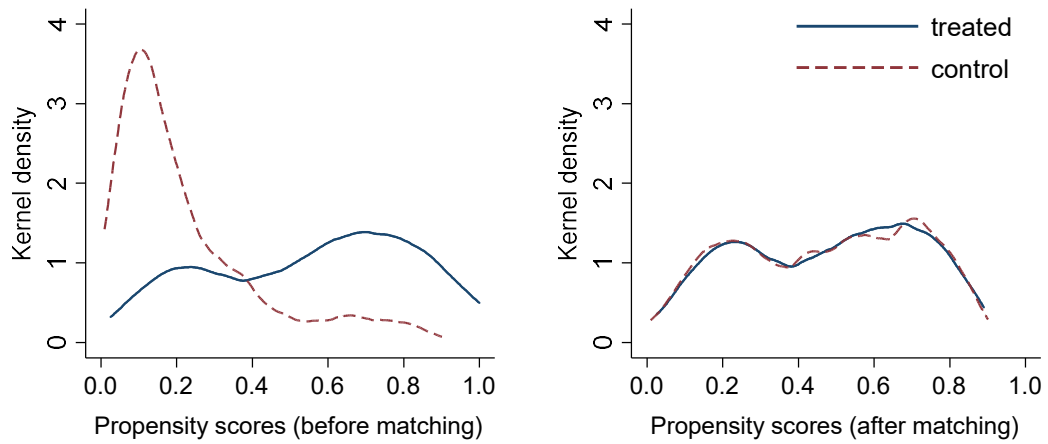 4
3
2
1
0
Kernel density
0.0 0.2 0.4 0.6 0.8 1.0
Propensity scores (before matching)
treated
control
4
3
2
1
0
Kernel density
0.0 0.2 0.4 0.6 0.8 1.0
Propensity scores (after matching)